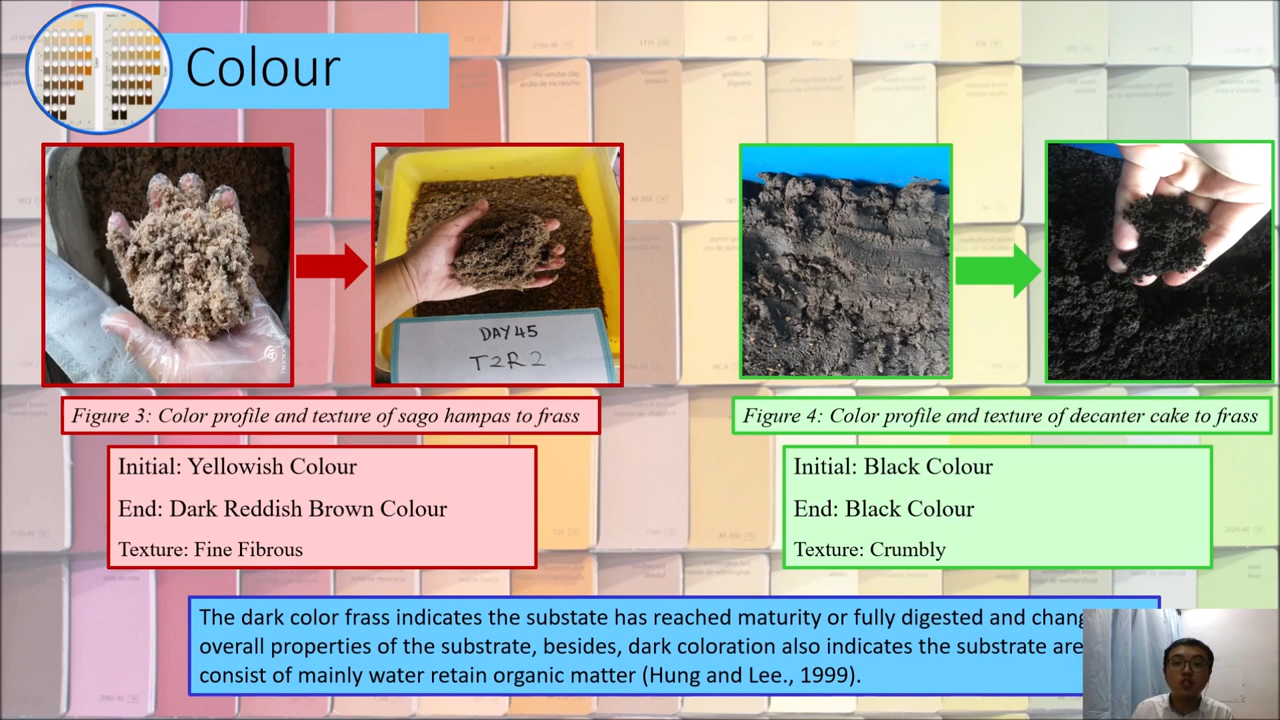 Colour
DAY 45
T2R2
Figure 3: Color profile and texture of sago hampas to frass
Figure 4: Color profile and texture of decanter cake to frass
Initial: Yellowish Colour
End: Dark Reddish Brown Colour
Texture: Fine Fibrous
Initial: Black Colour
End: Black Colour
Texture: Crumbly
The dark color frass indicates the substate has reached maturity or fully digested and
overall properties of the substrate, besides, dark coloration also indicates the substrate are
consist of mainly water retain organic matter (Hung and Lee., 1999).